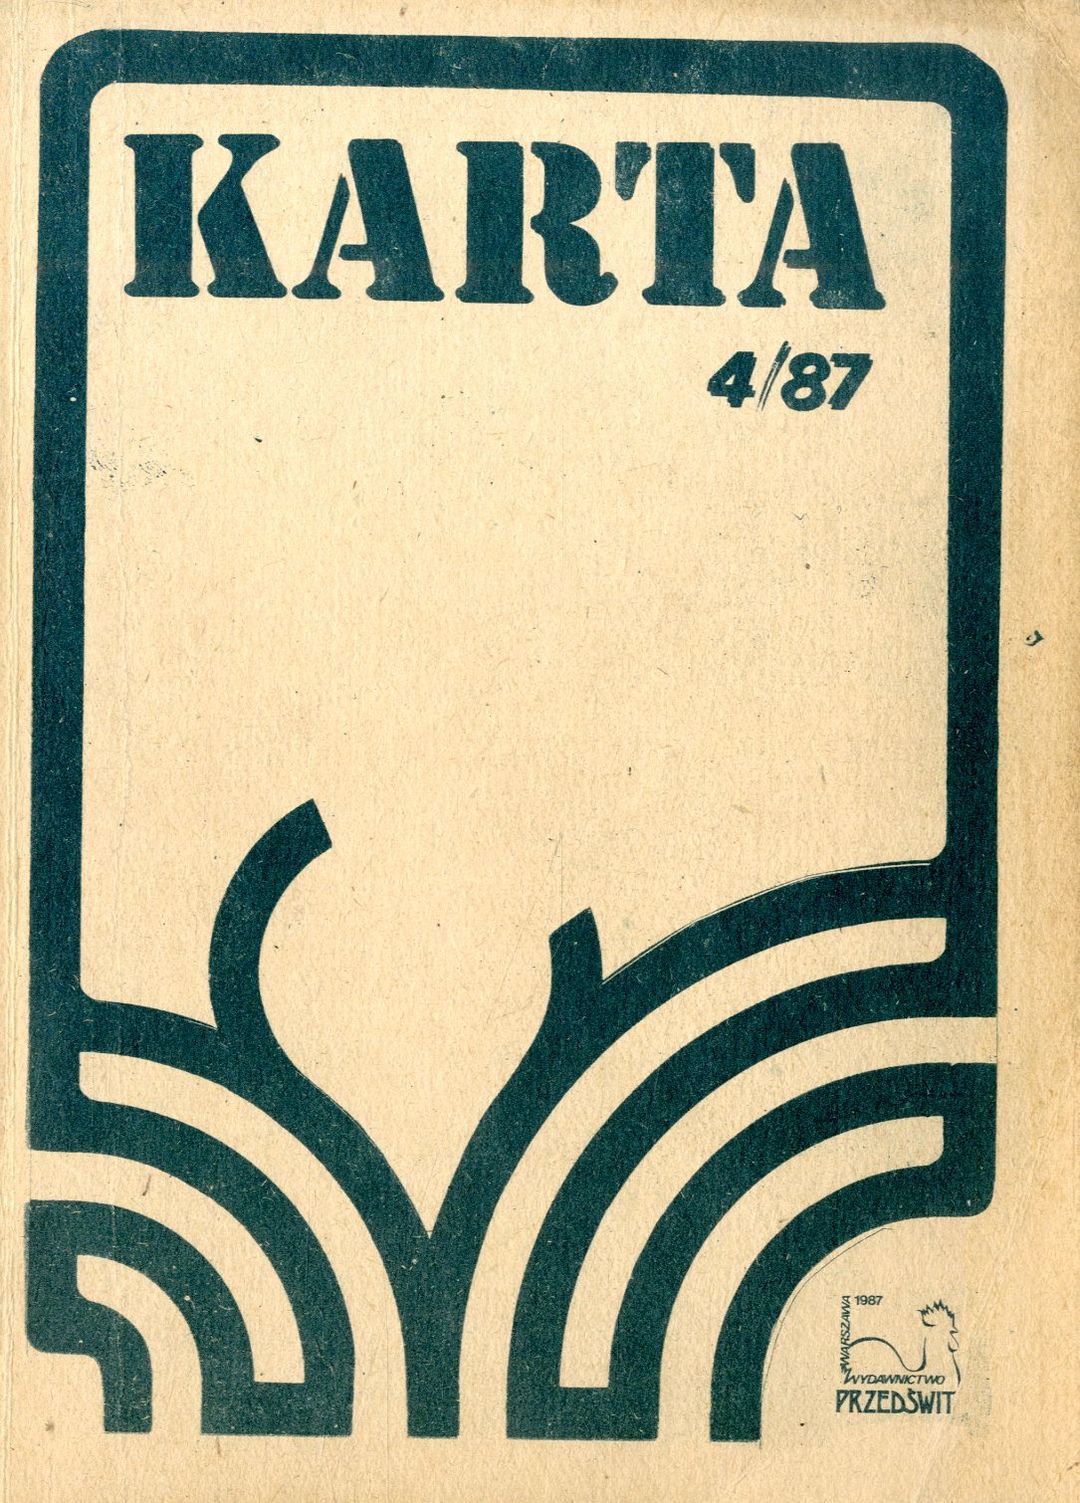 KARTA
4/87
WARSZAWA 1987
WYDAWNICTWO
PRZEDŚWIT